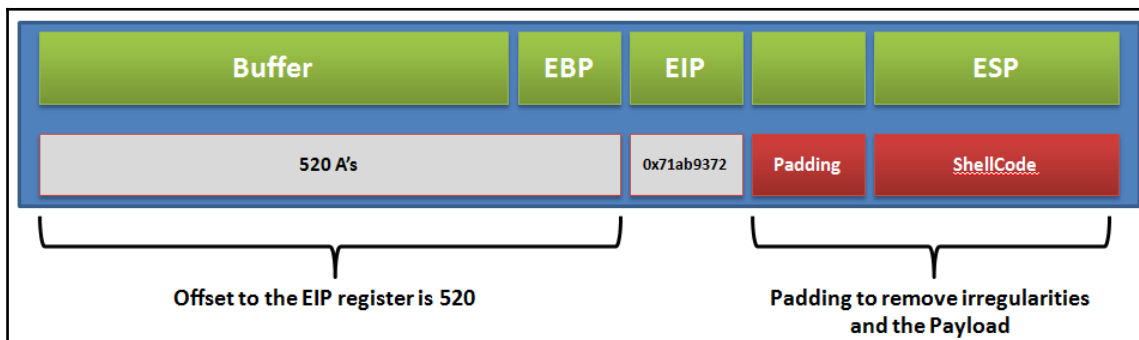 Buffer EBP EIP ESP
520 A's 0x71ab9372 Padding ShellCode
Offset to the EIP register is 520
Padding to remove irregularities
and the Payload